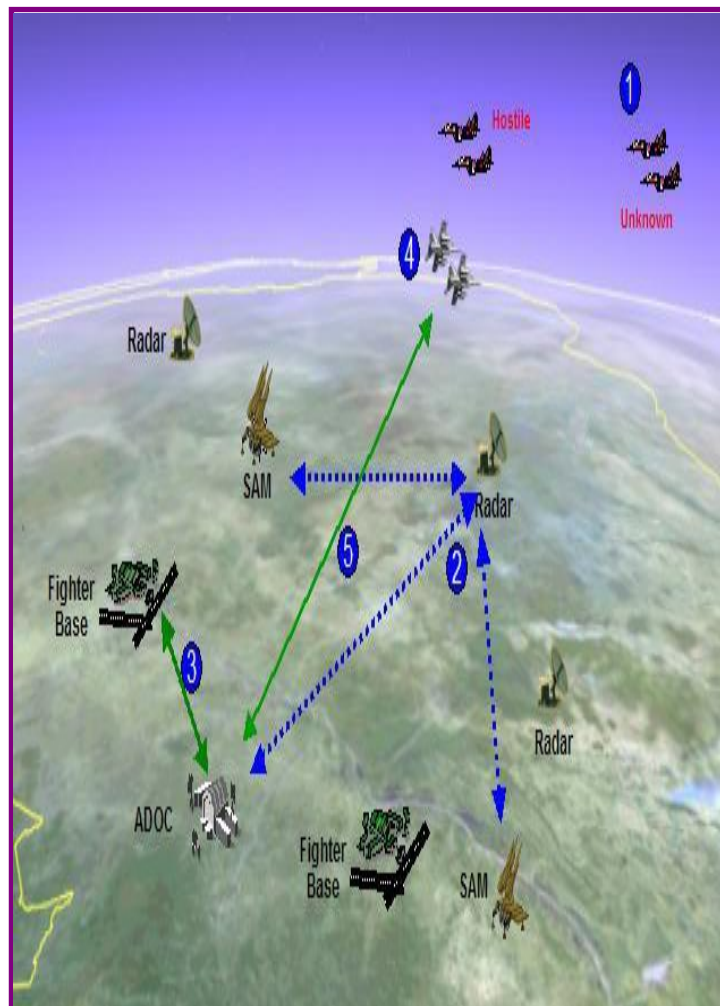 1
Hostile
Unknown
4
Radar
SAM
Radar
5
2
Fighter
Base
3
Radar
ADOC
Fighter
Base
SAM